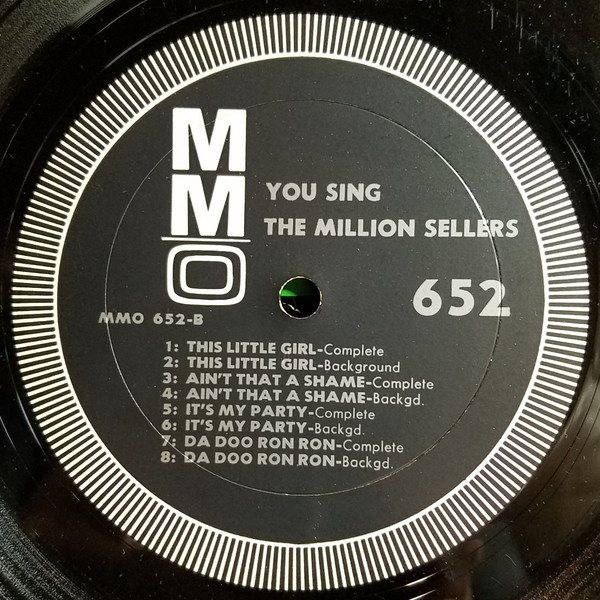 MMO
YOU SING
THE MILLION SELLERS
652
MMO 652-B
1: THIS LITTLE GIRL-Complete
2: THIS LITTLE GIRL-Background
3: AIN'T THAT A SHAME-Complete
4: AIN'T THAT A SHAME-Backgd.
5: IT'S MY PARTY-Complete
6: IT'S MY PARTY-Backgd.
7: DA DOO RON RON-Complete
8: DA DOO RON RON-Backgd.